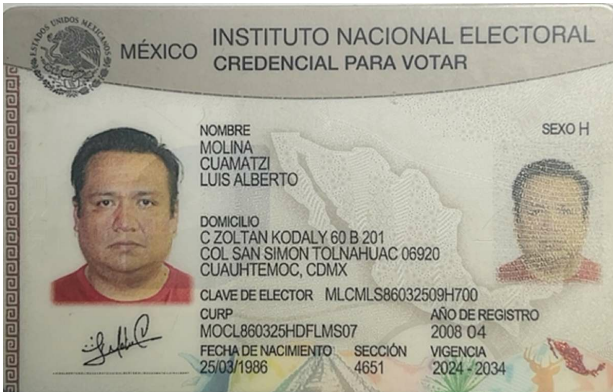 ESTADOS UNIDOS MEXICANOS
MÉXICO INSTITUTO NACIONAL ELECTORAL
CREDENCIAL PARA VOTAR
NOMBRE
SEXO H
MOLINA
CUAMATZI
LUIS ALBERTO
DOMICILIO
C ZOLTAN KODALY 60 B 201
COL SAN SIMON TOLNAHUAC 06920
CUAUHTEMOC, CDMX
CLAVE DE ELECTOR MLCMLS86032509H700
CURP AÑO DE REGISTRO
MOCL860325HDFLMS07 2008 04
FECHA DE NACIMIENTO SECCIÓN VIGENCIA
25/03/1986 4651 2024 - 2034